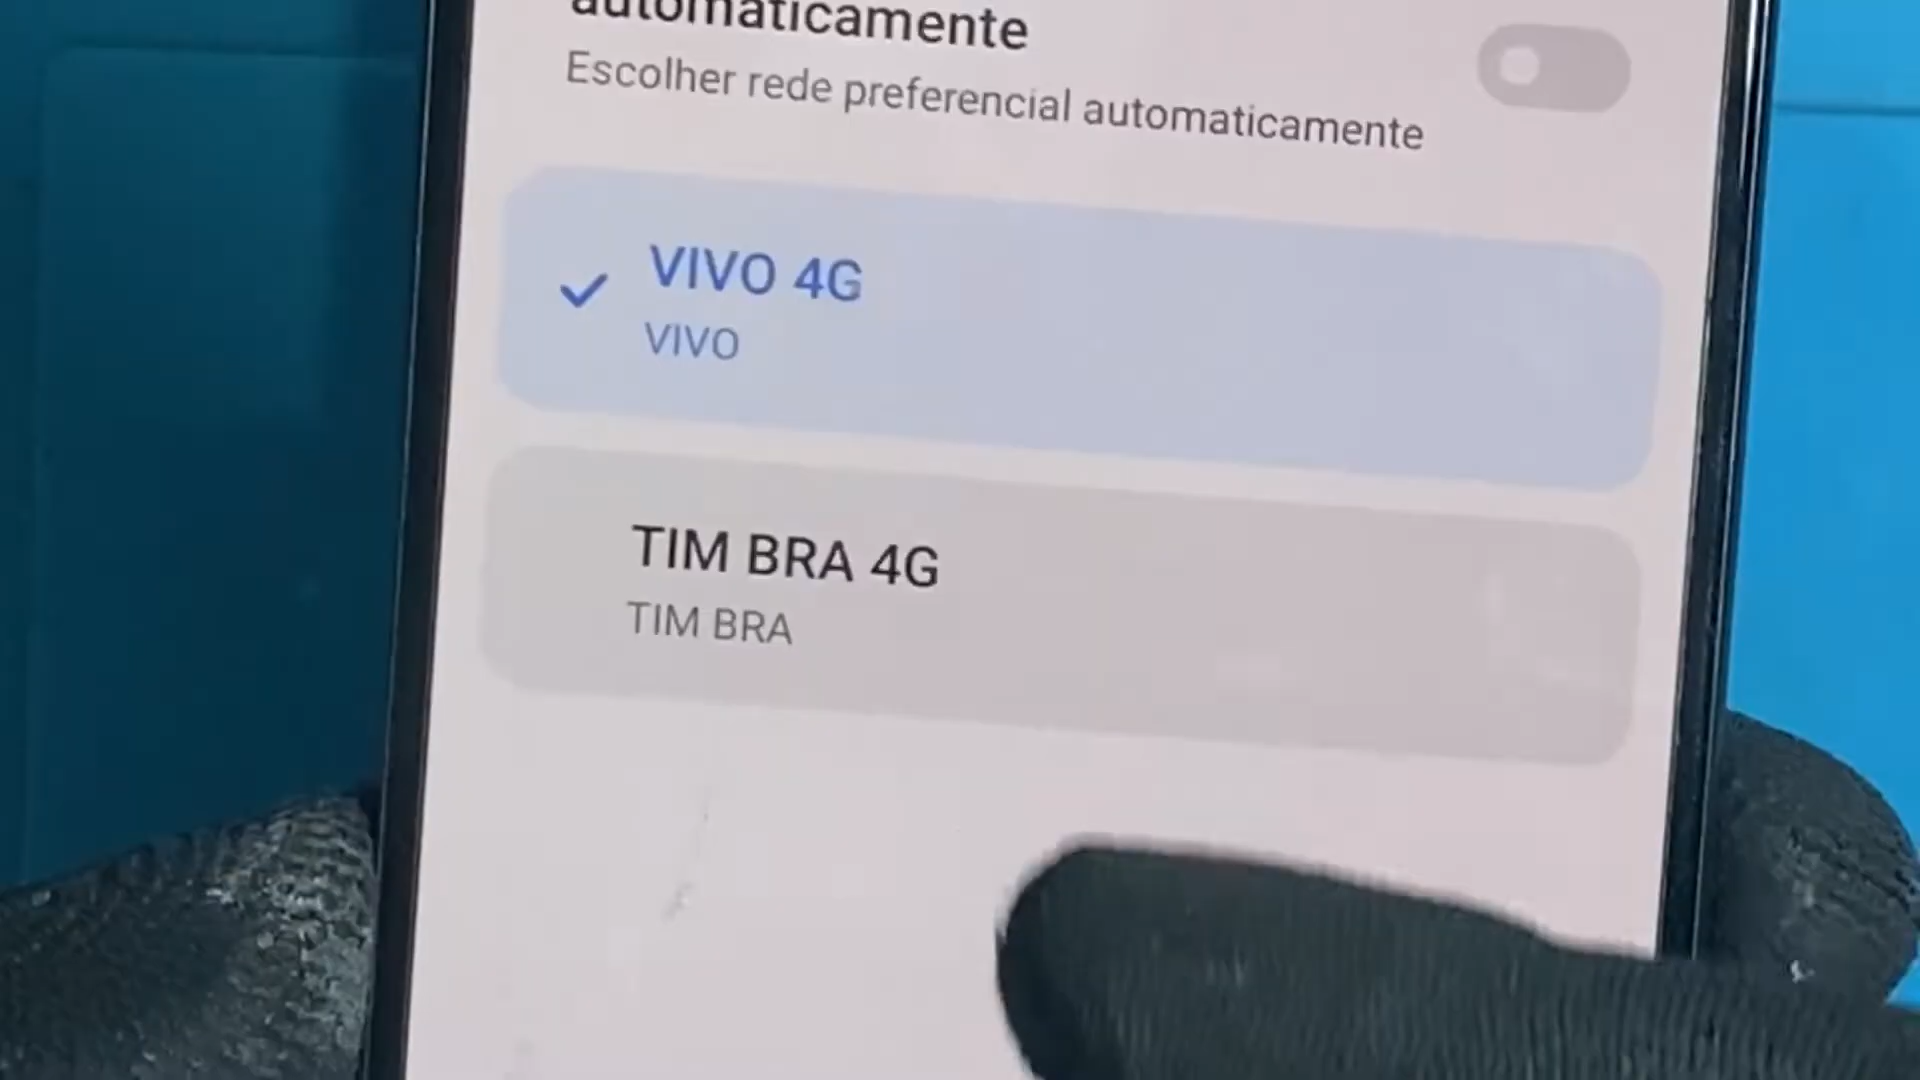 automaticamente
Escolher rede preferencial automaticamente
VIVO 4G
VIVO
TIM BRA 4G
TIM BRA